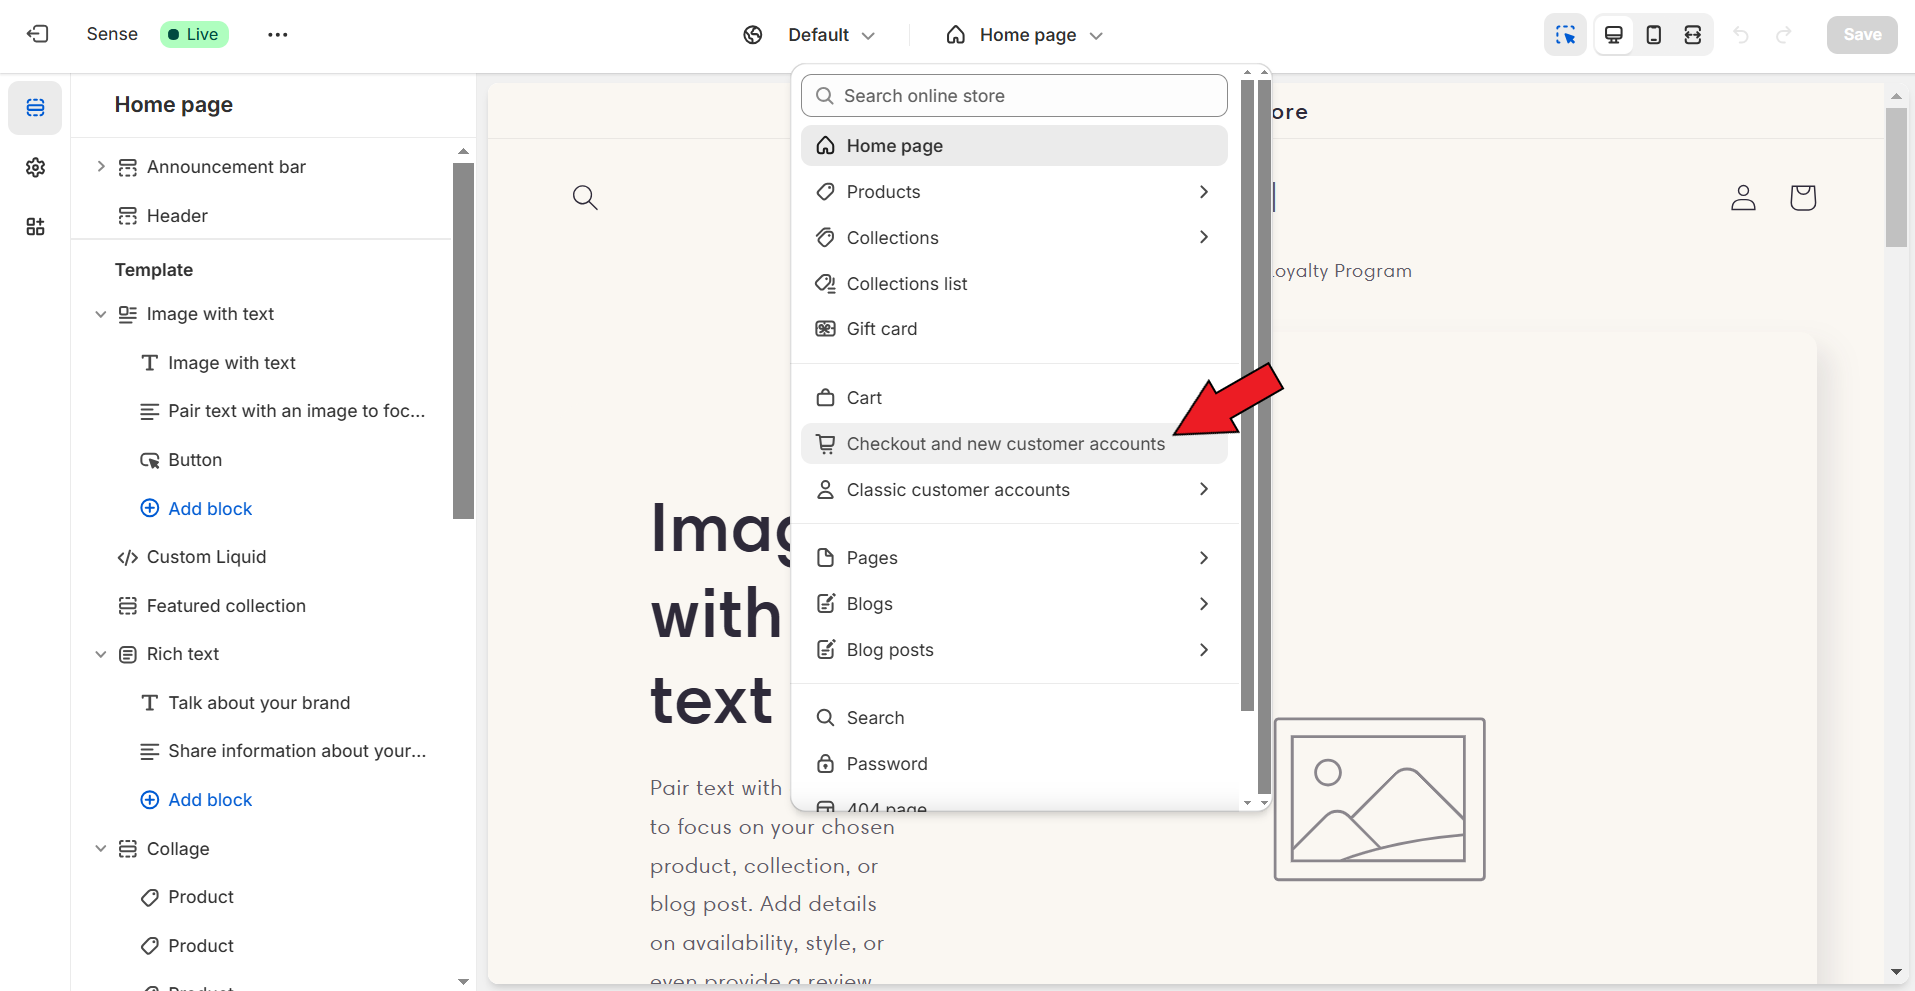 Sense
Live
Default
Home page
Save
Home page
Announcement bar
Header
Template
Image with text
Image with text
Pair text with an image to foc...
Button
Add block
Custom Liquid
Featured collection
Rich text
Talk about your brand
Share information about your...
Add block
Collage
Product
Product
Product
Search online store
Home page
Products
Collections
Collections list
Gift card
Cart
Checkout and new customer accounts
Classic customer accounts
Pages
Blogs
Blog posts
Search
Password
404 page
ore
oyalty Program
Imag
with
text
Pair text with
to focus on your chosen
product, collection, or
blog post. Add details
on availability, style, or
even provide a review